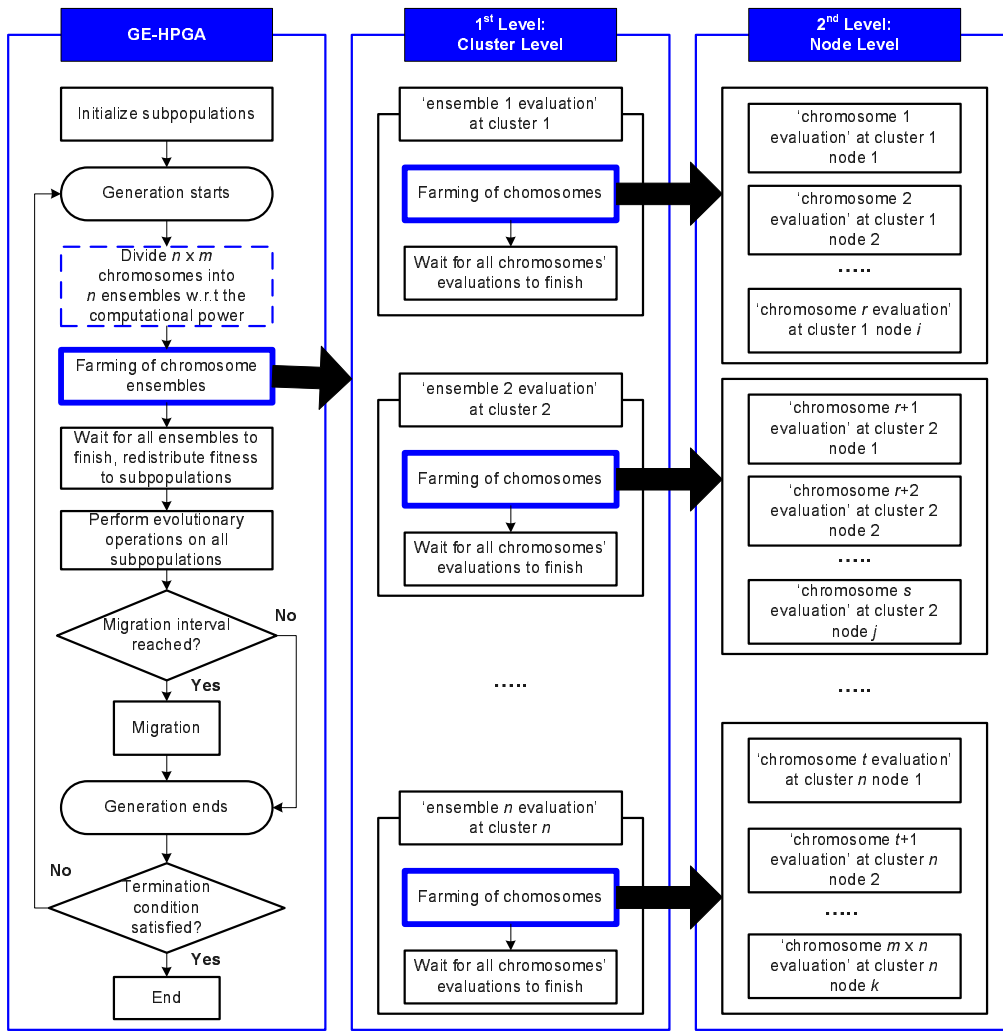 GE-HPGA
Initialize subpopulations
Generation starts
Divide n x m
chromosomes into
n ensembles w.r.t the
computational power
Farming of chromosome
ensembles
Wait for all ensembles to
finish, redistribute fitness
to subpopulations
Perform evolutionary
operations on all
subpopulations
Migration interval
reached?
No
Yes
Migration
Generation ends
No
Termination
condition
satisfied?
Yes
End
1st Level:
Cluster Level
‘ensemble 1 evaluation’
at cluster 1
Farming of chomosomes
Wait for all chromosomes’
evaluations to finish
‘ensemble 2 evaluation’
at cluster 2
Farming of chomosomes
Wait for all chromosomes’
evaluations to finish
.....
‘ensemble n evaluation’
at cluster n
Farming of chomosomes
Wait for all chromosomes’
evaluations to finish
2nd Level:
Node Level
‘chromosome 1
evaluation’ at cluster 1
node 1
‘chromosome 2
evaluation’ at cluster 1
node 2
.....
‘chromosome r evaluation’
at cluster 1 node i
‘chromosome r+1
evaluation’ at cluster 2
node 1
‘chromosome r+2
evaluation’ at cluster 2
node 2
.....
‘chromosome s
evaluation’ at cluster 2
node j
.....
‘chromosome t evaluation’
at cluster n node 1
‘chromosome t+1
evaluation’ at cluster n
node 2
.....
‘chromosome m x n
evaluation’ at cluster n
node k